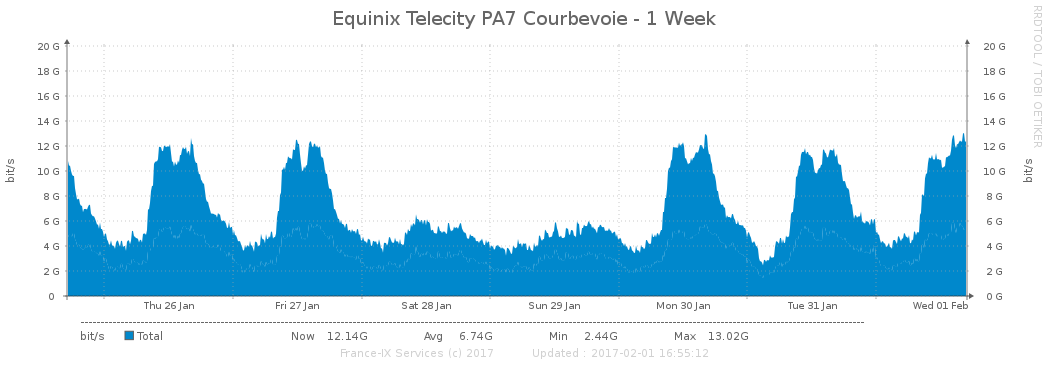 Equinix Telecity PA7 Courbevoie - 1 Week
RRDTOOL / TOBI OETIKER
bit/s
20 G 20 G
18 G 18 G
16 G 16 G
14 G 14 G
12 G 12 G
10 G 10 G
8 G 8 G
6 G 6 G
4 G 4 G
2 G 2 G
0 0 G
bit/s
Thu 26 Jan Fri 27 Jan Sat 28 Jan Sun 29 Jan Mon 30 Jan Tue 31 Jan Wed 01 Feb
bit/s Total Now 12.14G Avg 6.74G Min 2.44G Max 13.02G
France-IX Services (c) 2017 Updated : 2017-02-01 16:55:12